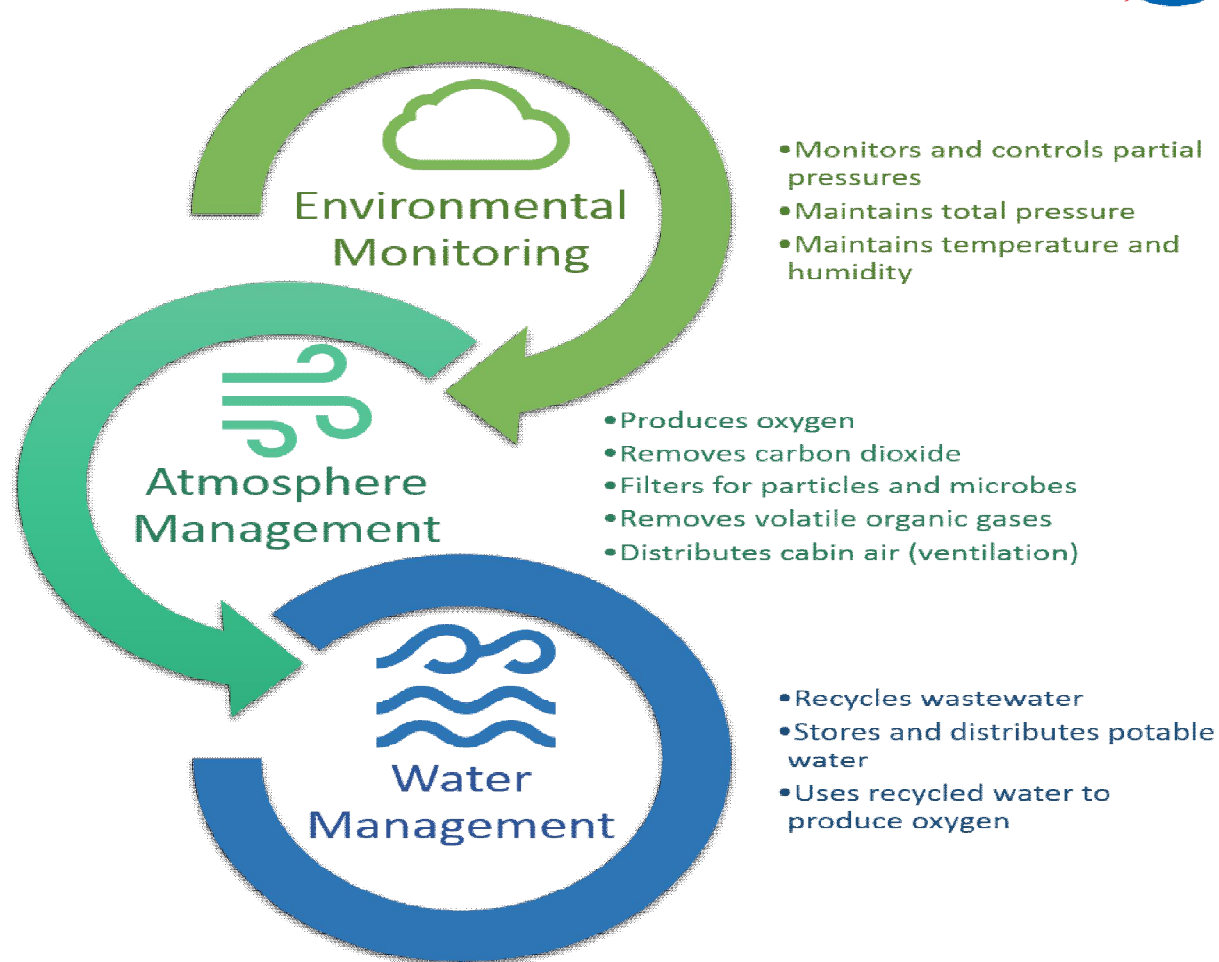 Environmental
Monitoring
•Monitors and controls partial
pressures
•Maintains total pressure
•Maintains temperature and
humidity
Atmosphere
Management
•Produces oxygen
•Removes carbon dioxide
•Filters for particles and microbes
•Removes volatile organic gases
•Distributes cabin air (ventilation)
Water
Management
•Recycles wastewater
•Stores and distributes potable
water
•Uses recycled water to
produce oxygen